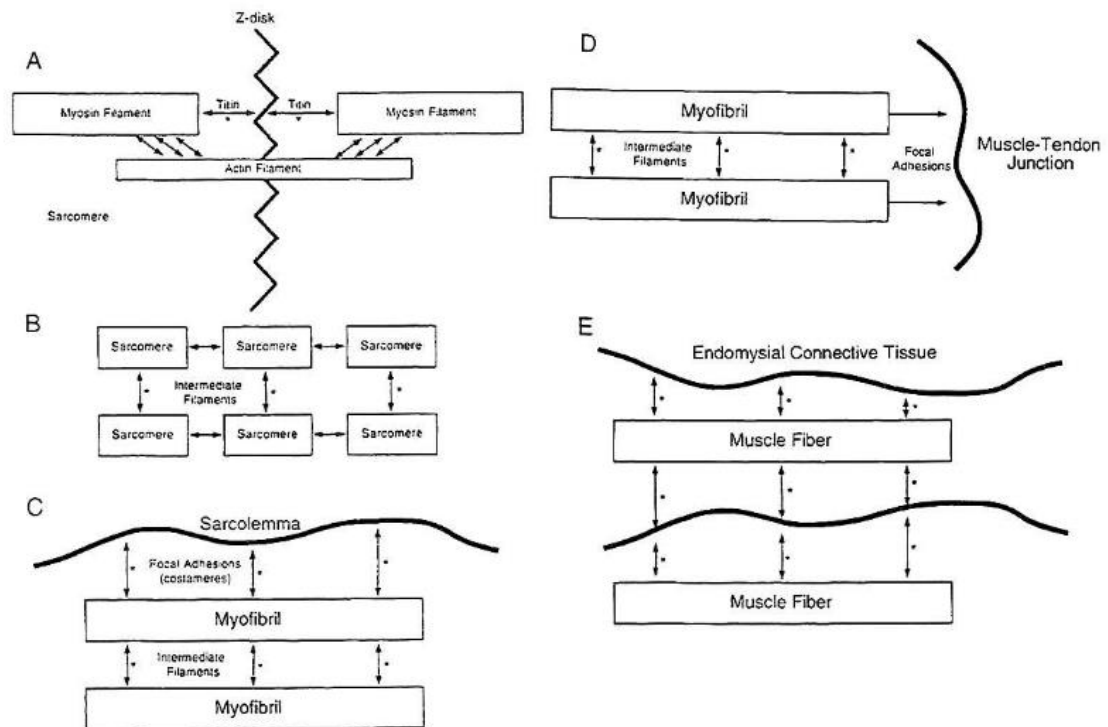 A
Z-disk
Myosin Filament
Titin
*
Titin
*
Myosin Filament
Actin Filament
Sarcomere
B
Sarcomere
Sarcomere
Sarcomere
*
Intermediate
Filaments
*
*
Sarcomere
Sarcomere
Sarcomere
C
Sarcolemma
*
Focal Adhesions
(costameres)
*
*
Myofibril
*
Intermediate
Filaments
*
*
Myofibril
D
Myofibril
*
Intermediate
Filaments
*
*
Focal
Adhesions
Muscle-Tendon
Junction
Myofibril
E
Endomysial Connective Tissue
*
*
*
Muscle Fiber
*
*
*
*
*
*
Muscle Fiber